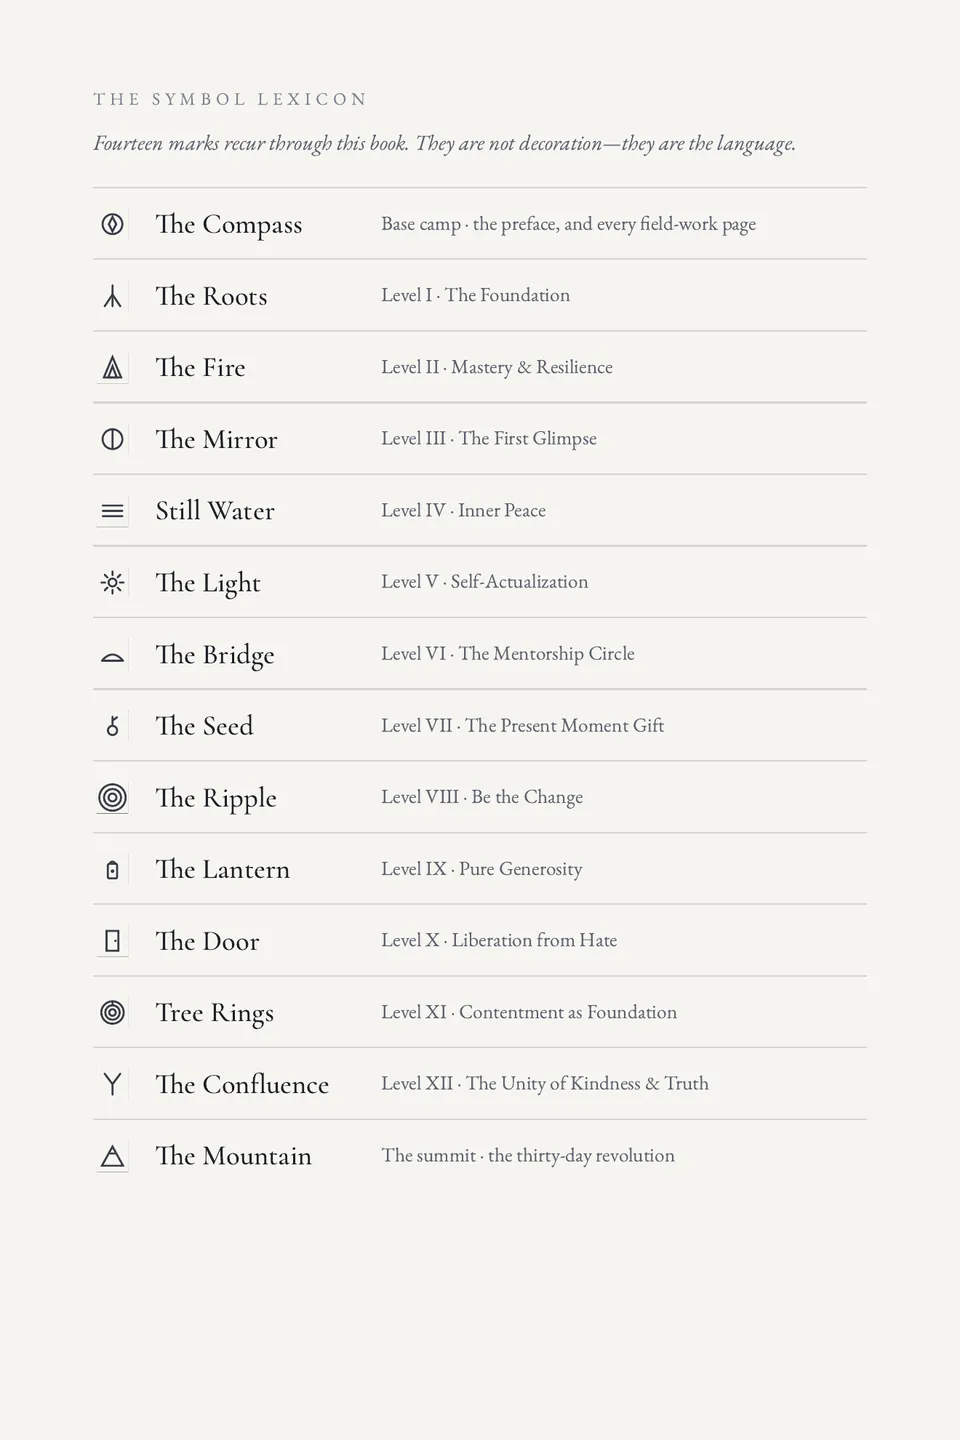 THE SYMBOL LEXICON
Fourteen marks recur through this book. They are not decoration—they are the language.
The Compass Base camp · the preface, and every field-work page
The Roots Level I · The Foundation
The Fire Level II · Mastery & Resilience
The Mirror Level III · The First Glimpse
Still Water Level IV · Inner Peace
The Light Level V · Self-Actualization
The Bridge Level VI · The Mentorship Circle
The Seed Level VII · The Present Moment Gift
The Ripple Level VIII · Be the Change
The Lantern Level IX · Pure Generosity
The Door Level X · Liberation from Hate
Tree Rings Level XI · Contentment as Foundation
The Confluence Level XII · The Unity of Kindness & Truth
The Mountain The summit · the thirty-day revolution